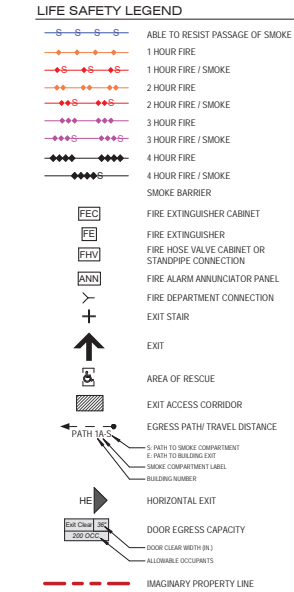 LIFE SAFETY LEGEND
S S S S ABLE TO RESIST PASSAGE OF SMOKE
1 HOUR FIRE
S S S 1 HOUR FIRE / SMOKE
2 HOUR FIRE
S S 2 HOUR FIRE / SMOKE
3 HOUR FIRE
S S 3 HOUR FIRE / SMOKE
4 HOUR FIRE
S 4 HOUR FIRE / SMOKE
SMOKE BARRIER
FEC FIRE EXTINGUISHER CABINET
FE FIRE EXTINGUISHER
FHV FIRE HOSE VALVE CABINET OR
STANDPIPE CONNECTION
ANN FIRE ALARM ANNUNCIATOR PANEL
FIRE DEPARTMENT CONNECTION
EXIT STAIR
EXIT
AREA OF RESCUE
EXIT ACCESS CORRIDOR
EGRESS PATH/ TRAVEL DISTANCE
PATH 1A-S
S: PATH TO SMOKE COMPARTMENT
E: PATH TO BUILDING EXIT
SMOKE COMPARTMENT LABEL
BUILDING NUMBER
HE HORIZONTAL EXIT
Exit Clear 36"
200 OCC
DOOR EGRESS CAPACITY
DOOR CLEAR WIDTH (IN.)
ALLOWABLE OCCUPANTS
IMAGINARY PROPERTY LINE